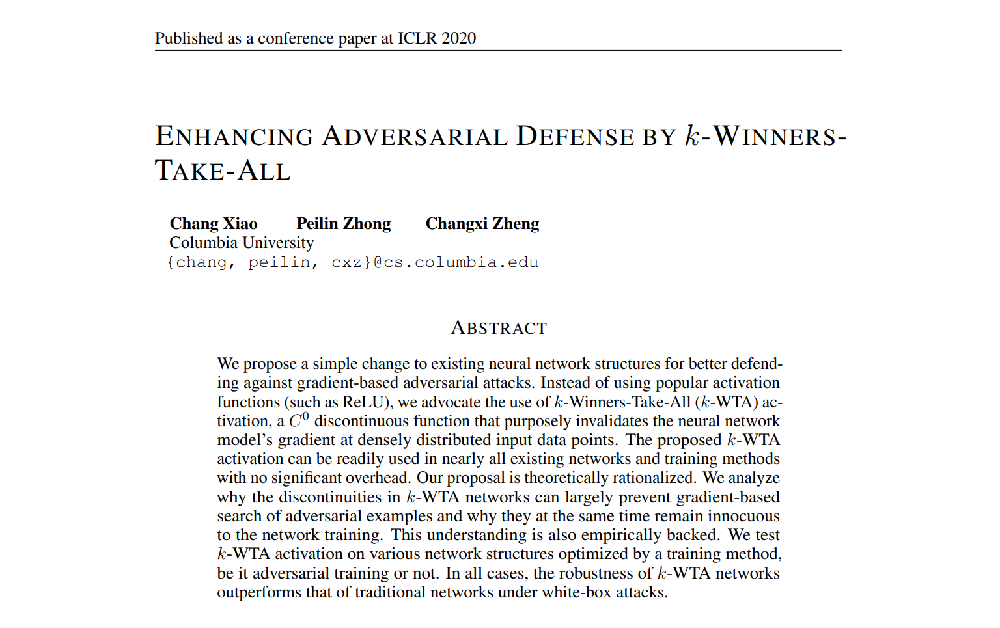 Published as a conference paper at ICLR 2020
ENHANCING ADVERSARIAL DEFENSE BY k-WINNERS-
TAKE-ALL
Chang Xiao Peilin Zhong Changxi Zheng
Columbia University
{chang, peilin, cxz}@cs.columbia.edu
ABSTRACT
We propose a simple change to existing neural network structures for better defend-
ing against gradient-based adversarial attacks. Instead of using popular activation
functions (such as ReLU), we advocate the use of k-Winners-Take-All (k-WTA) ac-
tivation, a C⁰ discontinuous function that purposely invalidates the neural network
model's gradient at densely distributed input data points. The proposed k-WTA
activation can be readily used in nearly all existing networks and training methods
with no significant overhead. Our proposal is theoretically rationalized. We analyze
why the discontinuities in k-WTA networks can largely prevent gradient-based
search of adversarial examples and why they at the same time remain innocuous
to the network training. This understanding is also empirically backed. We test
k-WTA activation on various network structures optimized by a training method,
be it adversarial training or not. In all cases, the robustness of k-WTA networks
outperforms that of traditional networks under white-box attacks.